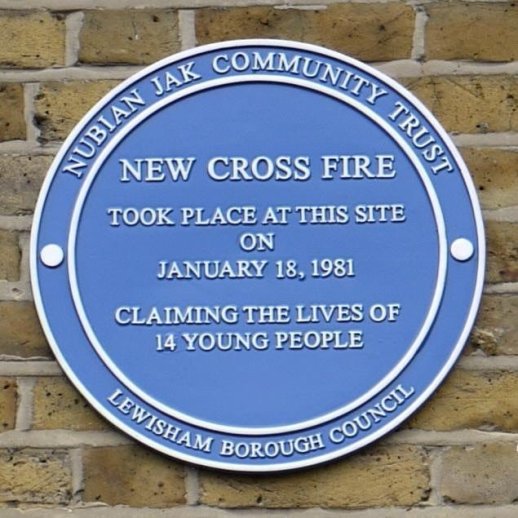 NUBIAN JAK COMMUNITY TRUST
NEW CROSS FIRE
TOOK PLACE AT THIS SITE
ON
JANUARY 18, 1981
CLAIMING THE LIVES OF
14 YOUNG PEOPLE
LEWISHAM BOROUGH COUNCIL